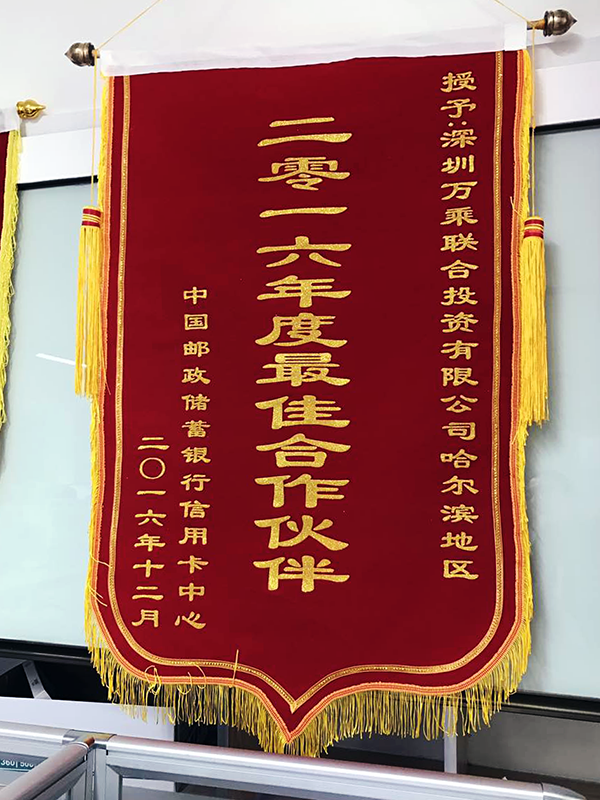 授予:深圳万乘联合投资有限公司哈尔滨地区
二零一六年度最佳合作伙伴
中国邮政储蓄银行信用卡中心
二〇一六年十二月